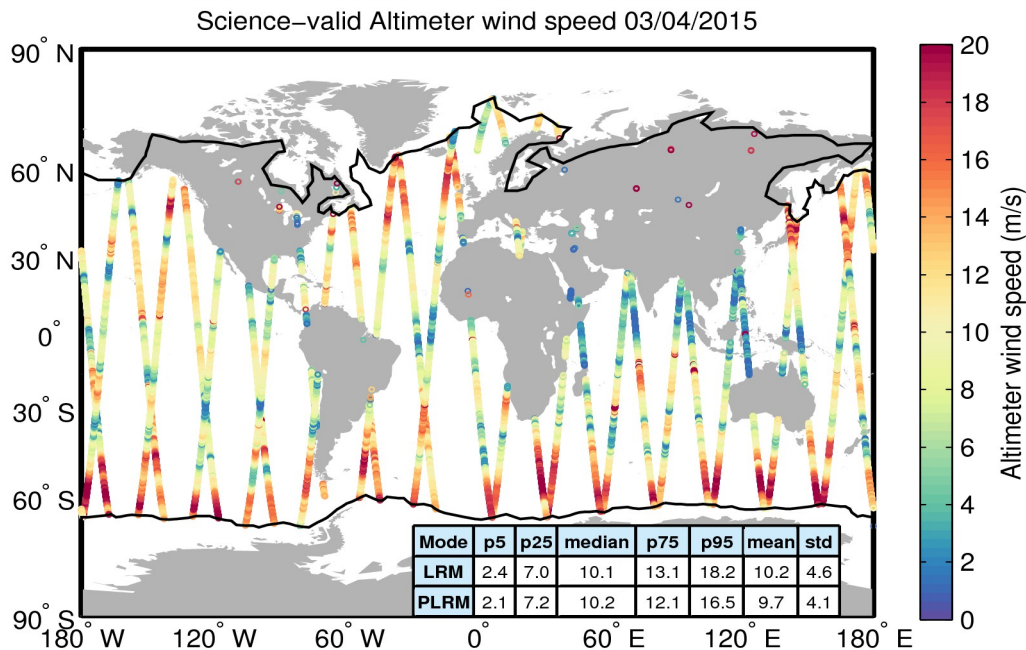 Science−valid Altimeter wind speed 03/04/2015
90° N
60° N
30° N
0°
30° S
60° S
90° S
180° W
120° W
60° W
0°
60° E
120° E
180° E
Mode p5 p25 median p75 p95 mean std
LRM 2.4 7.0 10.1 13.1 18.2 10.2 4.6
PLRM 2.1 7.2 10.2 12.1 16.5 9.7 4.1
20
18
16
14
12
10
8
6
4
2
0
Altimeter wind speed (m/s)